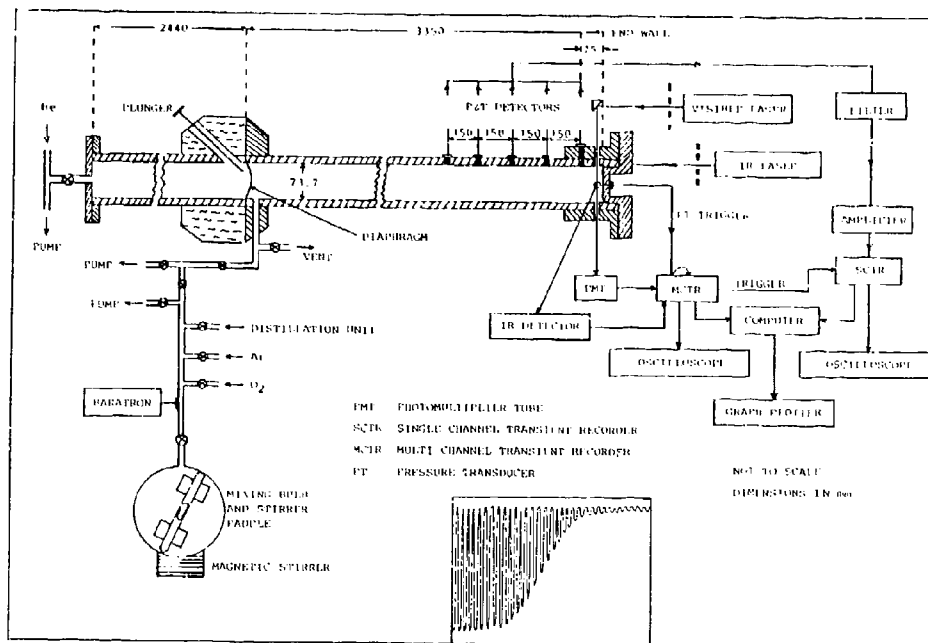 2440
3350
END WALL
25
He
PLUNGER
P&T DETECTORS
150 150 150 150
VISIBLE LASER
FILTER
73.7
IR LASER
DIAPHRAGM
PT TRIGGER
AMPLIFIER
PUMP
VENT
PUMP
SCTR
PUMP
PMT
MCTR
TRIGGER
DISTILLATION UNIT
IR DETECTOR
COMPUTER
Ar
OSCILLOSCOPE
OSCILLOSCOPE
O2
BARATRON
GRAPH PLOTTER
PMT PHOTOMULTIPLIER TUBE
SCTR SINGLE CHANNEL TRANSIENT RECORDER
MCTR MULTI CHANNEL TRANSIENT RECORDER
PT PRESSURE TRANSDUCER
NOT TO SCALE
DIMENSIONS IN mm
MIXING BULB
AND STIRRER
PADDLE
MAGNETIC STIRRER